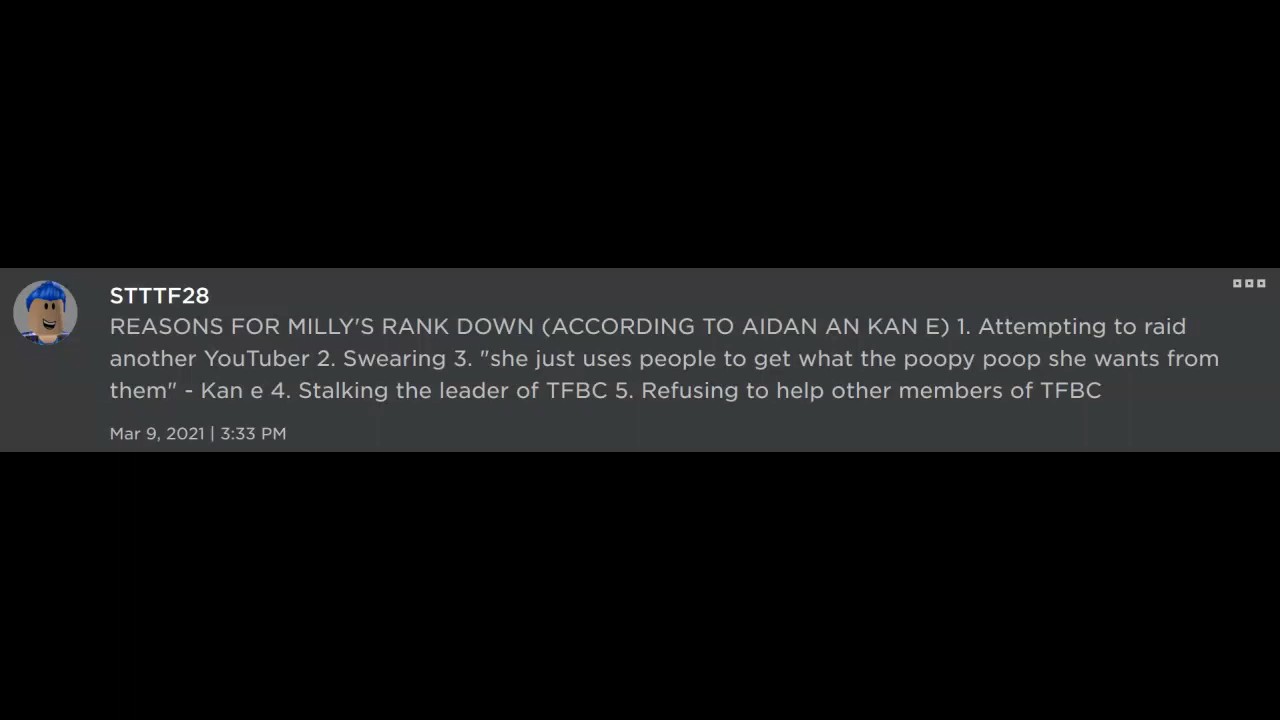 STTTF28
REASONS FOR MILLY'S RANK DOWN (ACCORDING TO AIDAN AN KAN E) 1. Attempting to raid
another YouTuber 2. Swearing 3. "she just uses people to get what the poopy poop she wants from
them" - Kan e 4. Stalking the leader of TFBC 5. Refusing to help other members of TFBC
Mar 9, 2021 | 3:33 PM